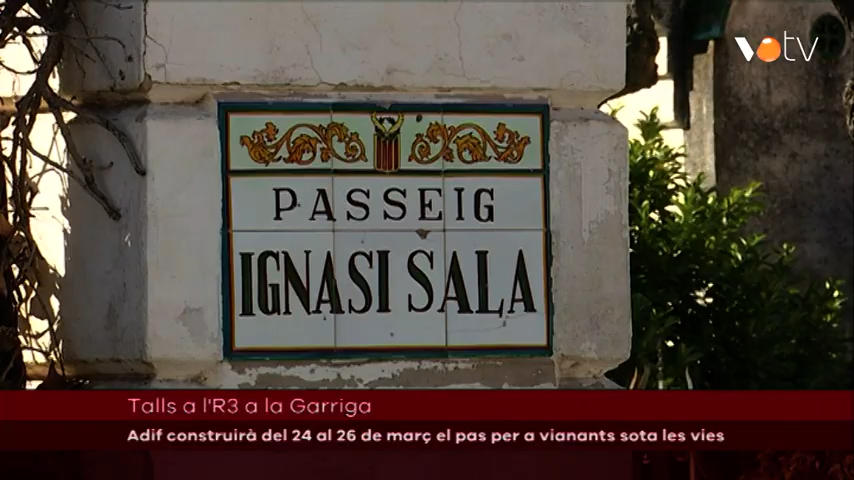 votv
PASSEIG
IGNASI SALA
Talls a l'R3 a la Garriga
Adif construirà del 24 al 26 de març el pas per a vianants sota les vies